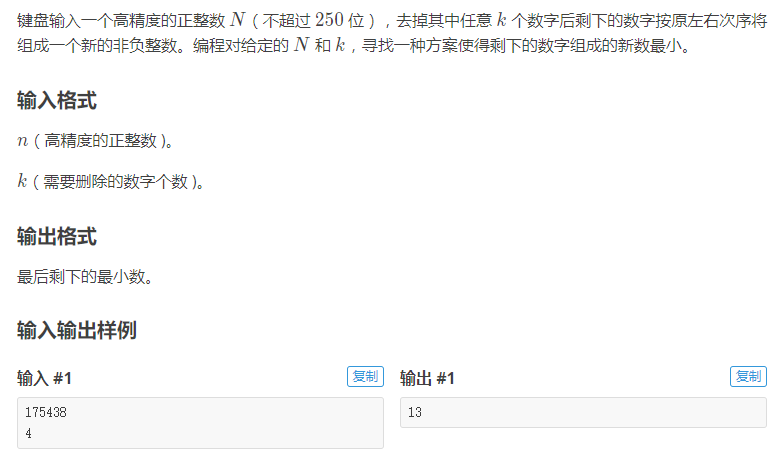 键盘输入一个高精度的正整数 N（不超过 250 位），去掉其中任意 k 个数字后剩下的数字按原左右次序将
组成一个新的非负整数。编程对给定的 N 和 k，寻找一种方案使得剩下的数字组成的新数最小。
输入格式
n（高精度的正整数）。
k（需要删除的数字个数）。
输出格式
最后剩下的最小数。
输入输出样例
输入 #1
复制
175438
4
输出 #1
复制
13